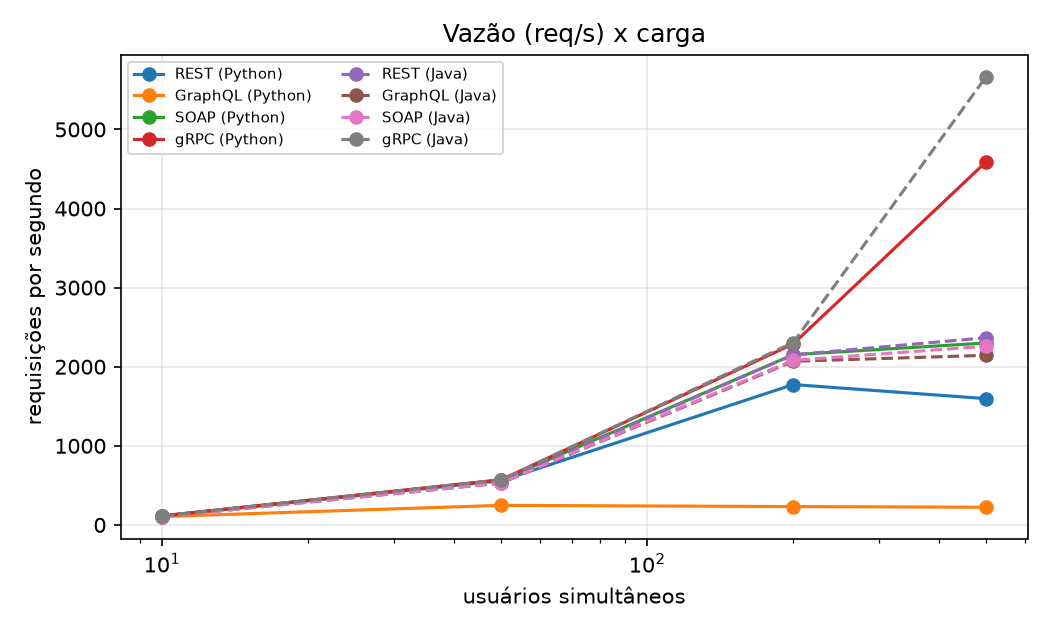 Vazão (req/s) x carga
REST (Python)
GraphQL (Python)
SOAP (Python)
gRPC (Python)
REST (Java)
GraphQL (Java)
SOAP (Java)
gRPC (Java)
requisições por segundo
5000
4000
3000
2000
1000
0
10¹
10²
usuários simultâneos